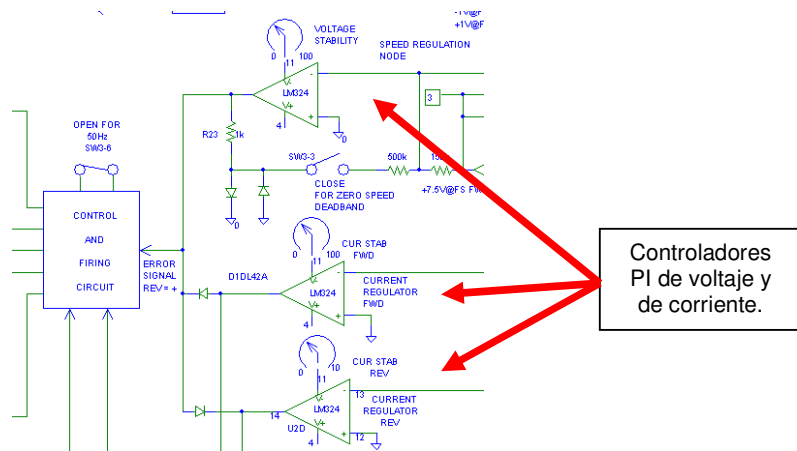 -1V@F
+1V@F
VOLTAGE
STABILITY
0
100
11
V-
LM324
V+
4
-
+
0
SPEED REGULATION
NODE
3
OPEN FOR
50Hz
SW3-6
R23
1k
SW3-3
500k
+7.5V@FS FW
CLOSE
FOR ZERO SPEED
DEADBAND
0
CONTROL
AND
FIRING
CIRCUIT
ERROR
SIGNAL
REV= +
D1DL42A
CUR STAB
FWD
0
100
11
V-
LM324
V+
4
-
+
CURRENT
REGULATOR
FWD
CUR STAB
REV
0
10
11
V-
LM324
V+
4
14
U2D
-
13
+
12
CURRENT
REGULATOR
REV
Controladores
PI de voltaje y
de corriente.